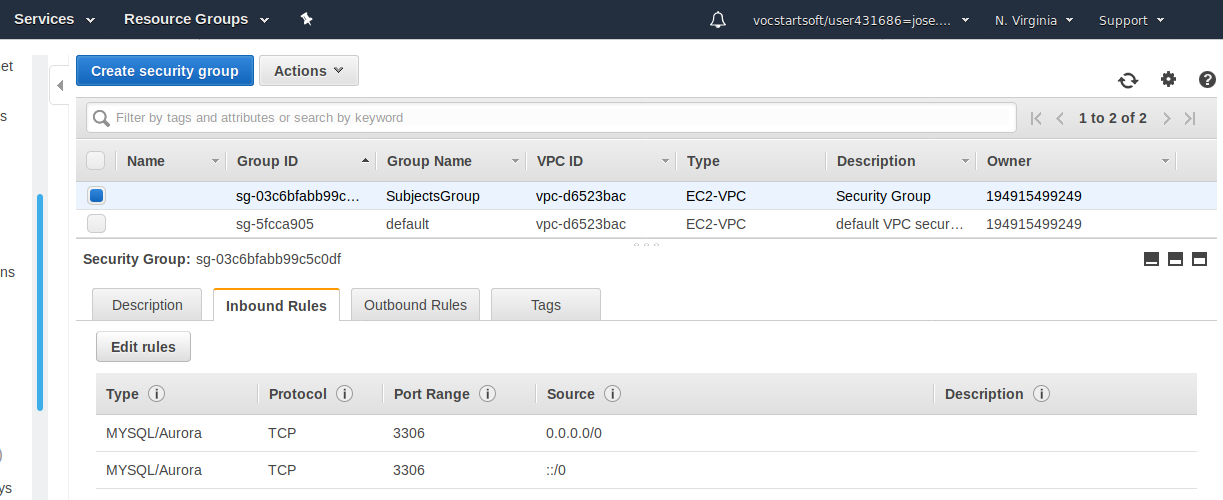 Services Resource Groups vocstartsoft/user431686=jose.... N. Virginia Support
et
Create security group Actions
s
Filter by tags and attributes or search by keyword 1 to 2 of 2
Name Group ID Group Name VPC ID Type Description Owner
sg-03c6bfabb99c... SubjectsGroup vpc-d6523bac EC2-VPC Security Group 194915499249
sg-5fcca905 default vpc-d6523bac EC2-VPC default VPC secur... 194915499249
Security Group: sg-03c6bfabb99c5c0df
ns
Description Inbound Rules Outbound Rules Tags
Edit rules
Type Protocol Port Range Source Description
MYSQL/Aurora TCP 3306 0.0.0.0/0
)
MYSQL/Aurora TCP 3306 ::/0
ys